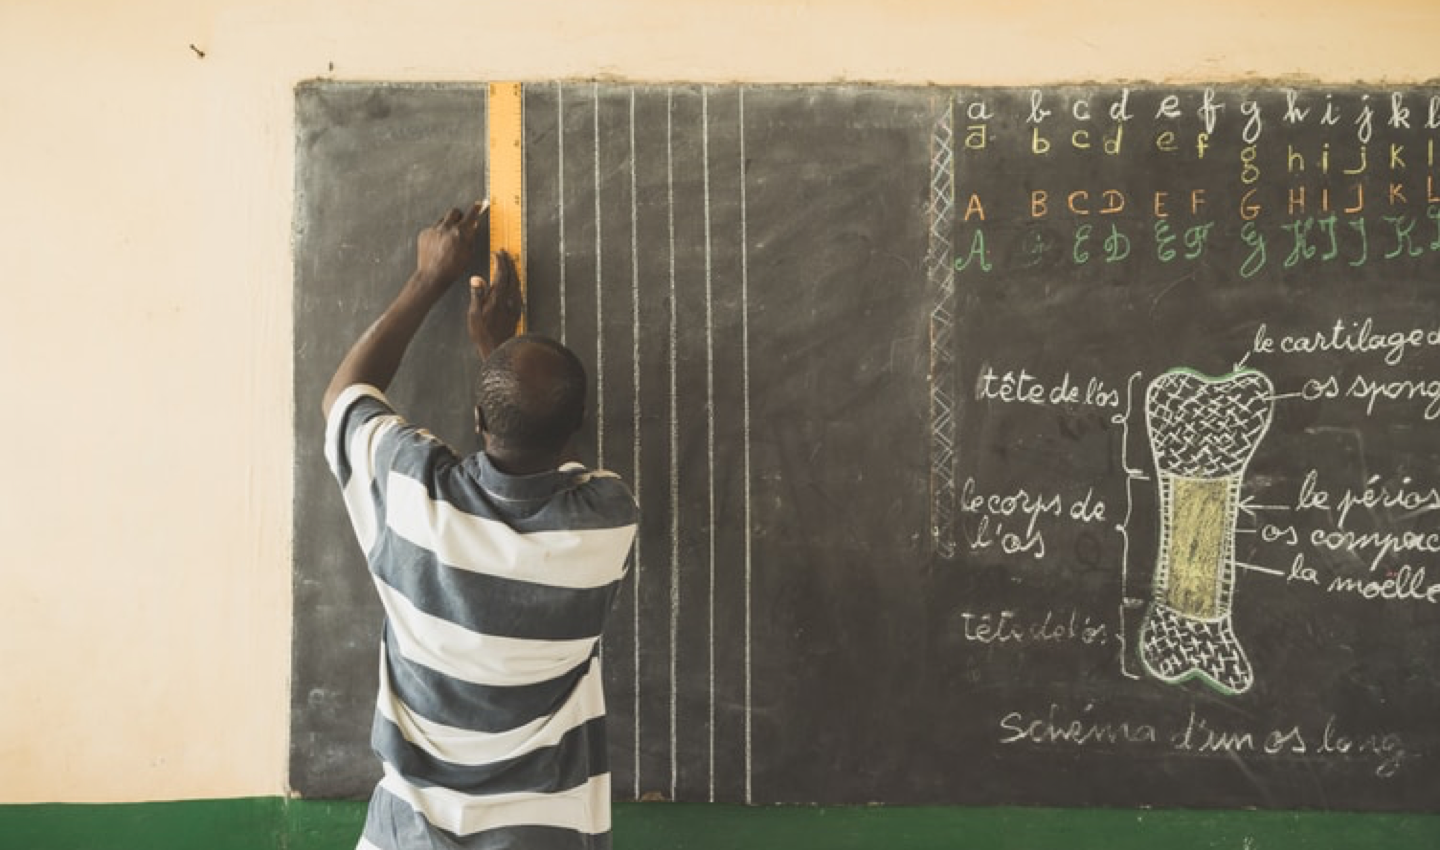 a b c d e f g h i j k l
a b c d e f g h i j k l
A B C D E F G H I J K L
A E D E F G H I J K L
le cartilage d
tête de l'os
os spong
le corps de
l'os
le périos
os compac
la moëlle
tête de l'os
Schéma d'un os long